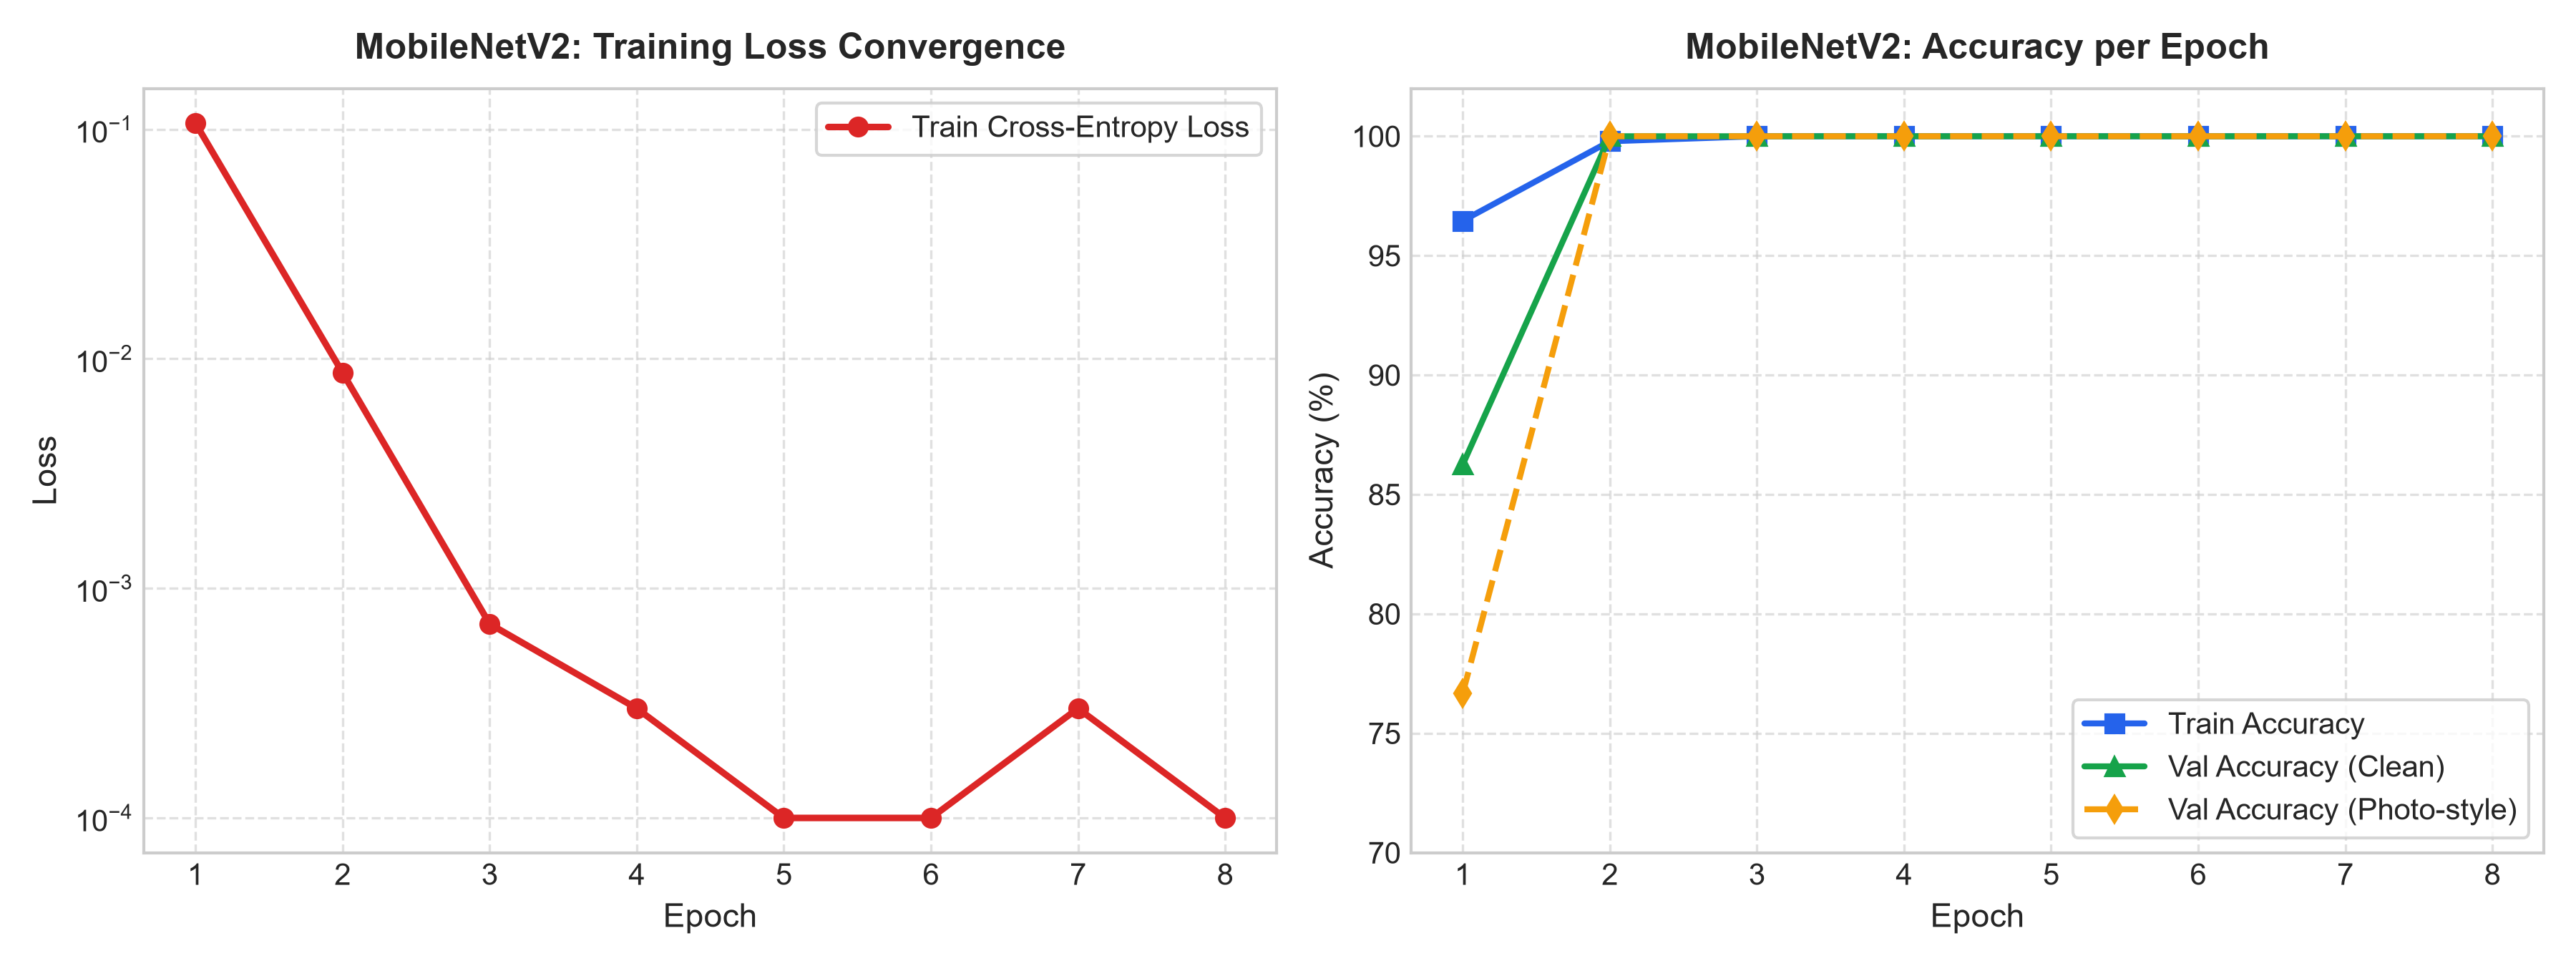 MobileNetV2: Training Loss Convergence
Train Cross-Entropy Loss
10⁻¹
10⁻²
10⁻³
10⁻⁴
Loss
1 2 3 4 5 6 7 8
Epoch
MobileNetV2: Accuracy per Epoch
100
95
90
85
80
75
70
Accuracy (%)
Train Accuracy
Val Accuracy (Clean)
Val Accuracy (Photo-style)
1 2 3 4 5 6 7 8
Epoch